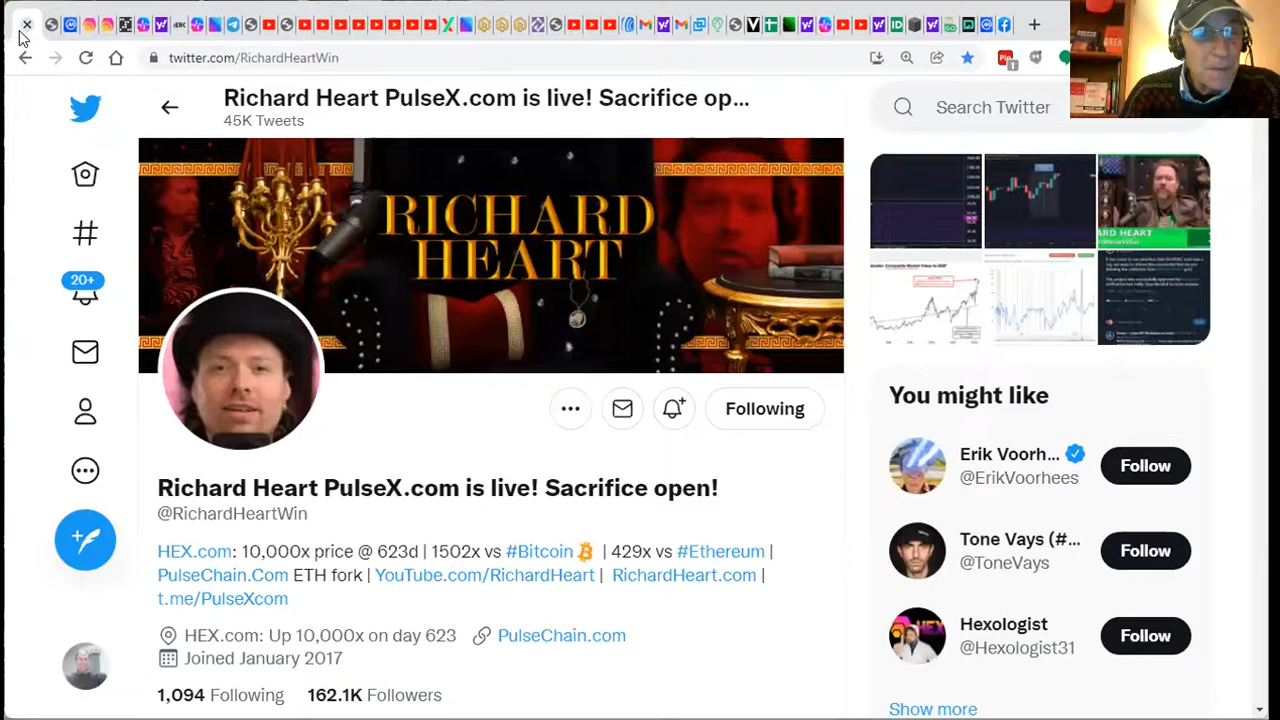 twitter.com/RichardHeartWin
Richard Heart PulseX.com is live! Sacrifice op...
45K Tweets
Search Twitter
RICHARD
HEART
20+
Following
Richard Heart PulseX.com is live! Sacrifice open!
@RichardHeartWin
HEX.com: 10,000x price @ 623d | 1502x vs #Bitcoin | 429x vs #Ethereum |
PulseChain.Com ETH fork | YouTube.com/RichardHeart | RichardHeart.com |
t.me/PulseXcom
HEX.com: Up 10,000x on day 623 PulseChain.com
Joined January 2017
1,094 Following 162.1K Followers
You might like
Erik Voorh...
@ErikVoorhees
Follow
Tone Vays (#...
@ToneVays
Follow
Hexologist
@Hexologist31
Follow
Show more